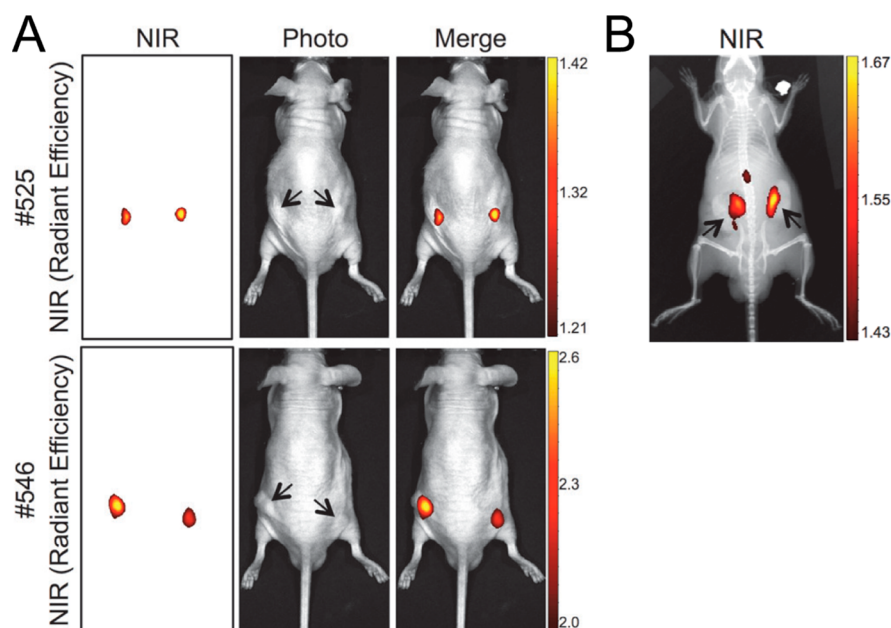 A
NIR
Photo
Merge
#525
NIR (Radiant Efficiency)
1.42
1.32
1.21
#546
NIR (Radiant Efficiency)
2.6
2.3
2.0
B
NIR
1.67
1.55
1.43